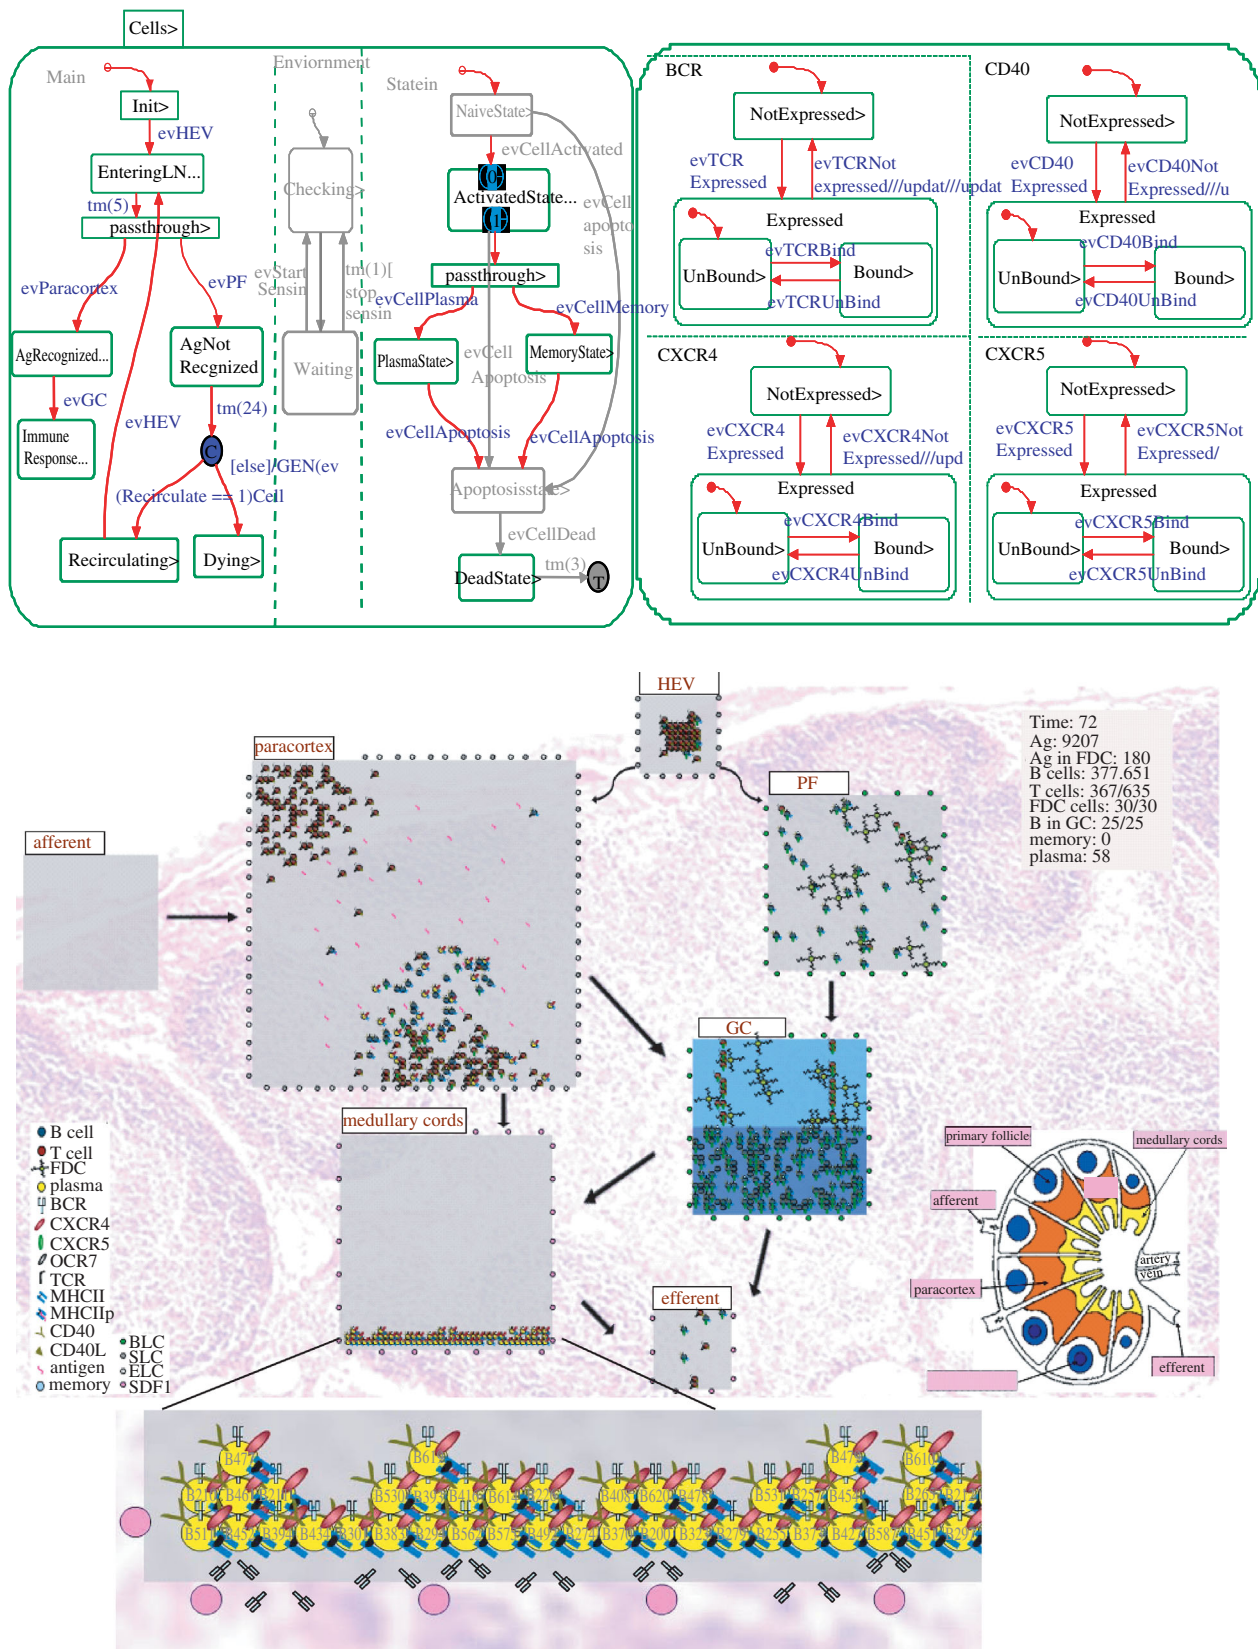 Cells>
Main
Init>
evHEV
EnteringLN...
tm(5)
passthrough>
evParacortex
evPF
AgRecognized...
AgNot
Recgnized
evGC
evHEV
tm(24)
Immune
Response...
C
[else]/GEN(ev
(Recirculate == 1)Cell
Recirculating>
Dying>
Enviornment
Checking>
evStart
Sensin
tm(1)[
stop
sensin
Waiting
Statein
NaiveState>
evCellActivated
ActivatedState...
evCell
apopto
sis
passthrough>
evCellPlasma
evCellMemory
PlasmaState>
evCell
Apoptosis
MemoryState>
evCellApoptosis
evCellApoptosis
Apoptosisstate>
evCellDead
DeadState>
tm(3)
T
BCR
NotExpressed>
evTCR
Expressed
evTCRNot
expressed///updat///updat
Expressed
UnBound>
evTCRBind
Bound>
evTCRUnBind
CD40
NotExpressed>
evCD40
Expressed
evCD40Not
Expressed///u
Expressed
UnBound>
evCD40Bind
Bound>
evCD40UnBind
CXCR4
NotExpressed>
evCXCR4
Expressed
evCXCR4Not
Expressed///upd
Expressed
UnBound>
evCXCR4Bind
Bound>
evCXCR4UnBind
CXCR5
NotExpressed>
evCXCR5
Expressed
evCXCR5Not
Expressed/
Expressed
UnBound>
evCXCR5Bind
Bound>
evCXCR5UnBind
HEV
paracortex
PF
afferent
Time: 72
Ag: 9207
Ag in FDC: 180
B cells: 377.651
T cells: 367/635
FDC cells: 30/30
B in GC: 25/25
memory: 0
plasma: 58
GC
medullary cords
efferent
B cell
T cell
FDC
plasma
BCR
CXCR4
CXCR5
OCR7
TCR
MHCII
MHCIIp
CD40
CD40L
antigen
memory
BLC
SLC
ELC
SDF1
primary follicle
medullary cords
afferent
artery
vein
paracortex
efferent